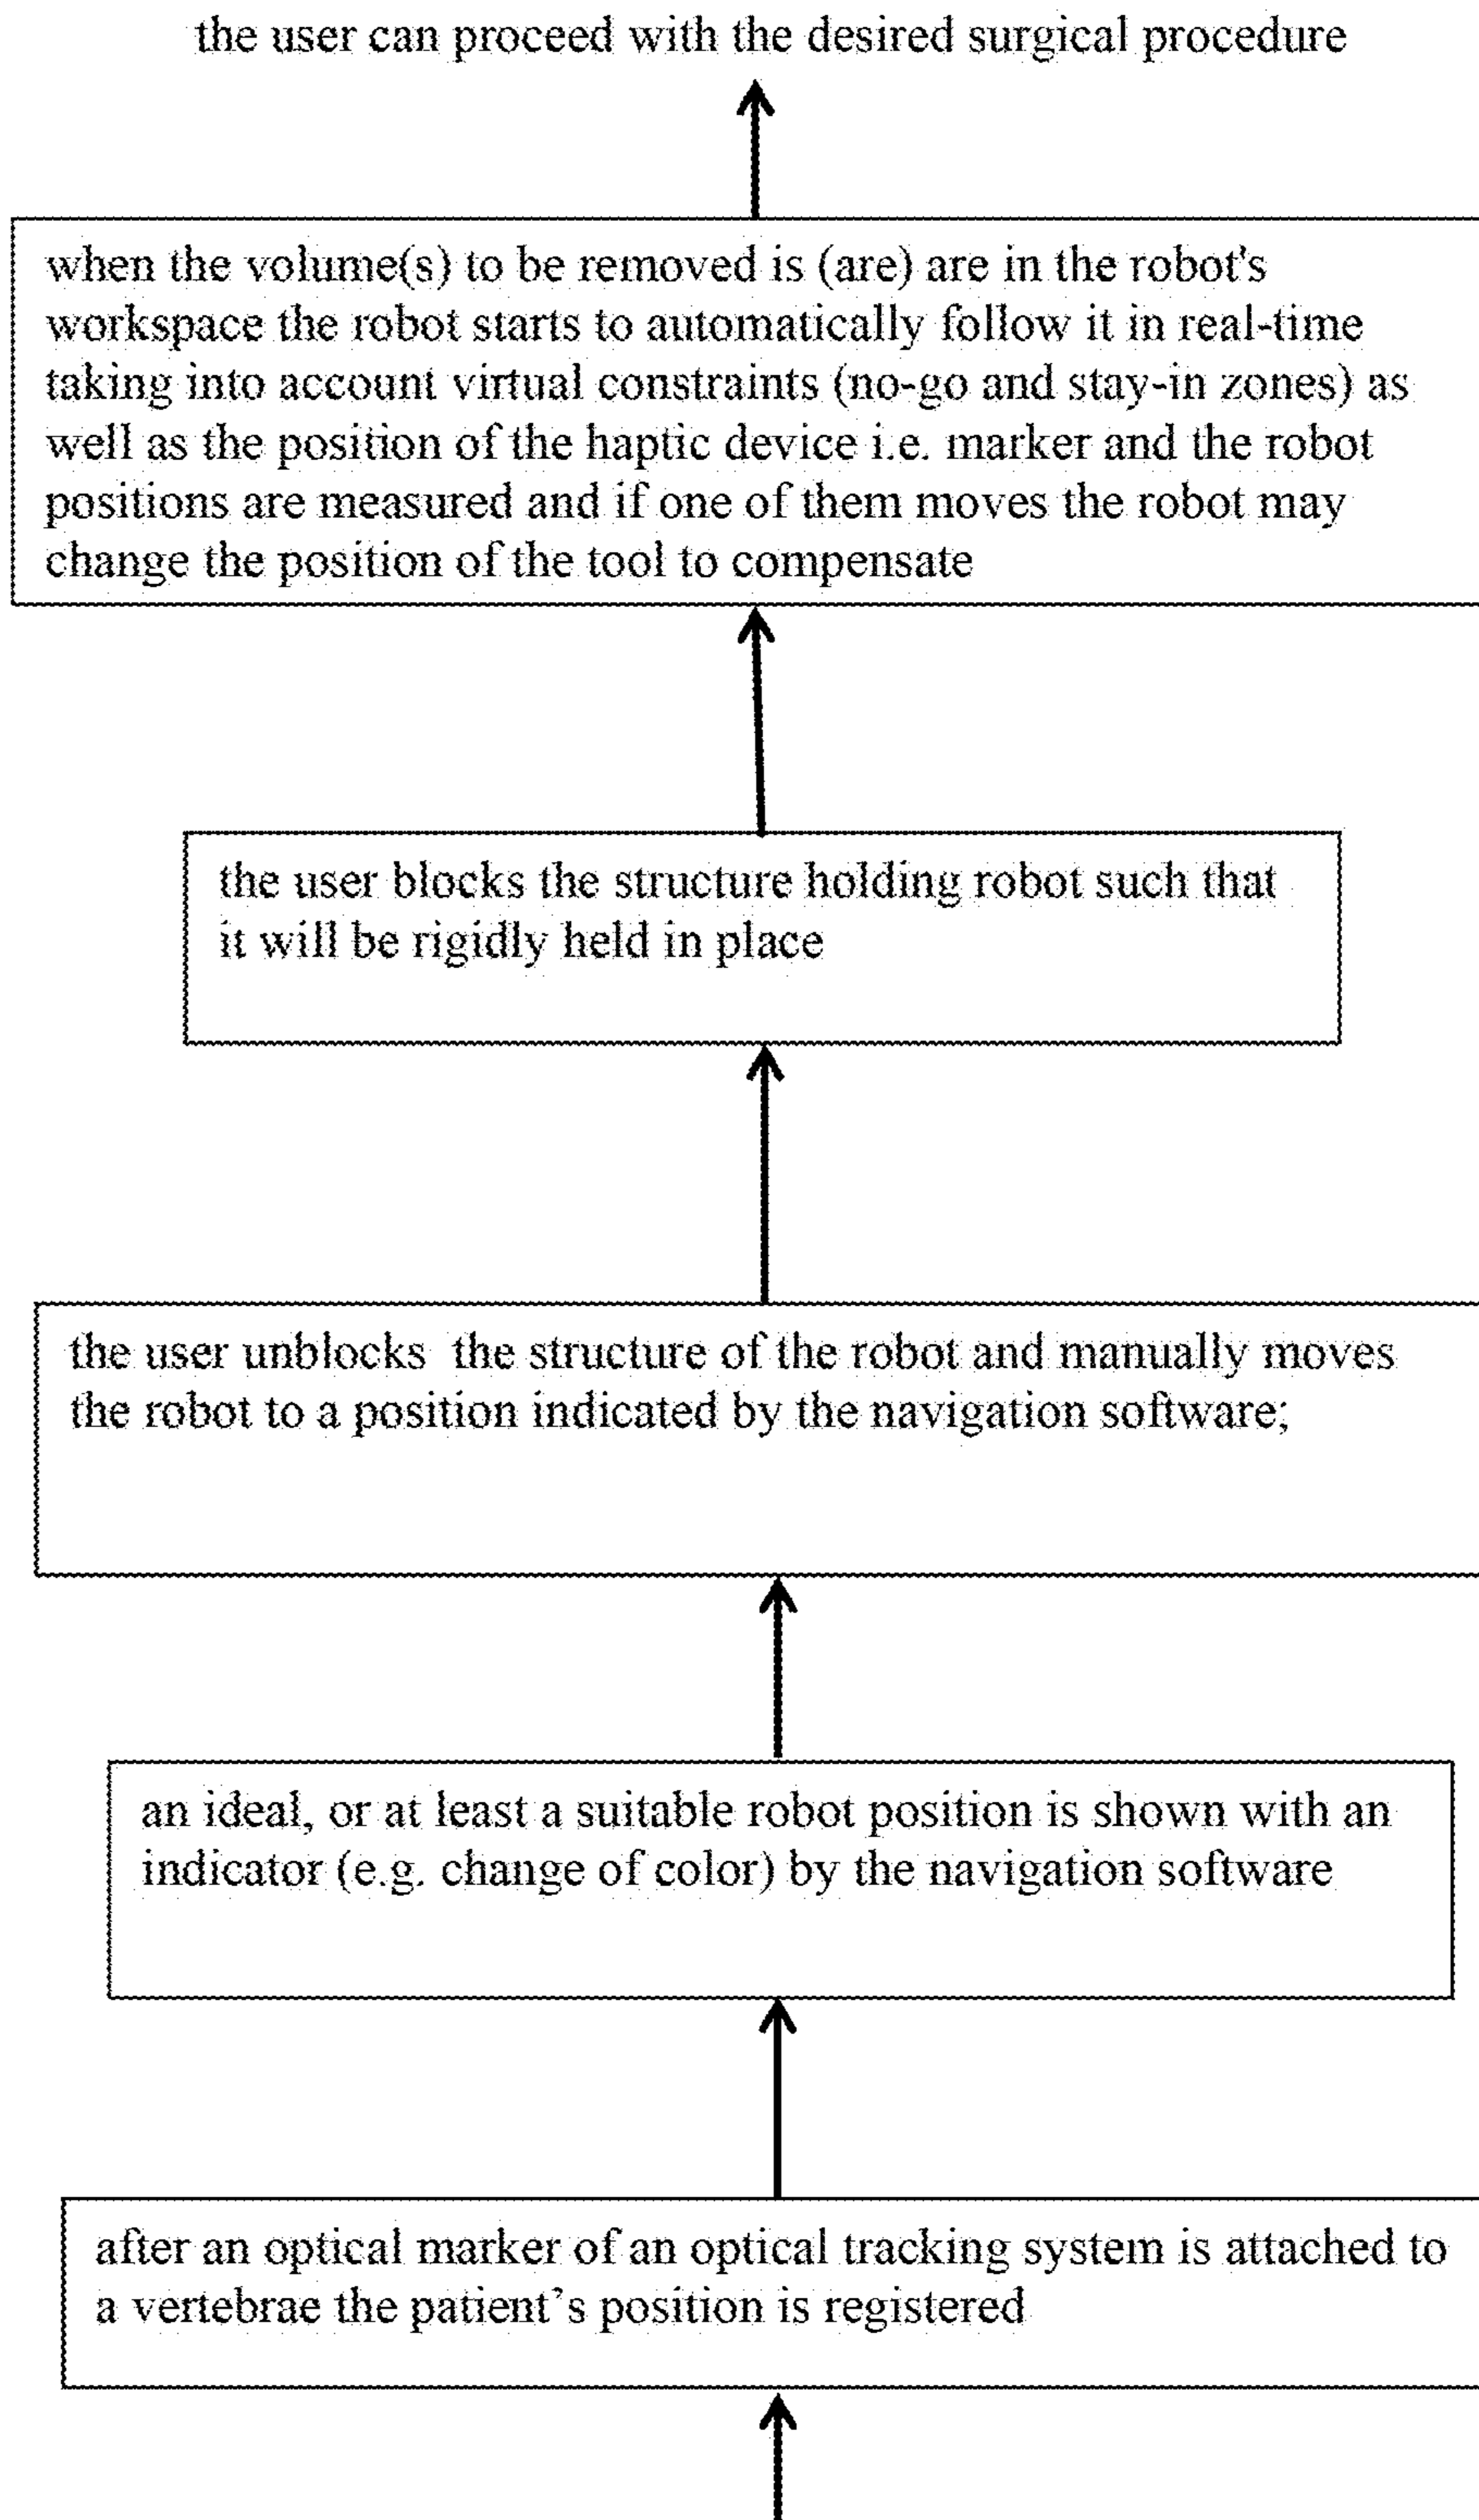 the user can proceed with the desired surgical procedure
when the volume(s) to be removed is (are) are in the robot's
workspace the robot starts to automatically follow it in real-time
taking into account virtual constraints (no-go and stay-in zones) as
well as the position of the haptic device i.e. marker and the robot
positions are measured and if one of them moves the robot may
change the position of the tool to compensate
the user blocks the structure holding robot such that
it will be rigidly held in place
the user unblocks the structure of the robot and manually moves
the robot to a position indicated by the navigation software;
an ideal, or at least a suitable robot position is shown with an
indicator (e.g. change of color) by the navigation software
after an optical marker of an optical tracking system is attached to
a vertebrae the patient's position is registered